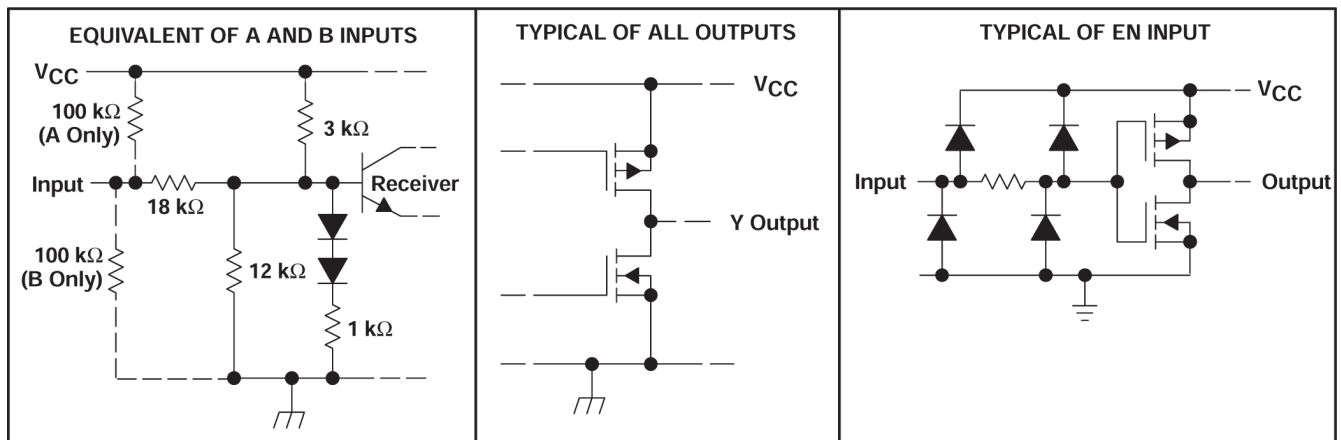 EQUIVALENT OF A AND B INPUTS
VCC
100 kΩ
(A Only)
3 kΩ
Input
18 kΩ
Receiver
100 kΩ
(B Only)
12 kΩ
1 kΩ
TYPICAL OF ALL OUTPUTS
VCC
Y Output
TYPICAL OF EN INPUT
VCC
Input
Output